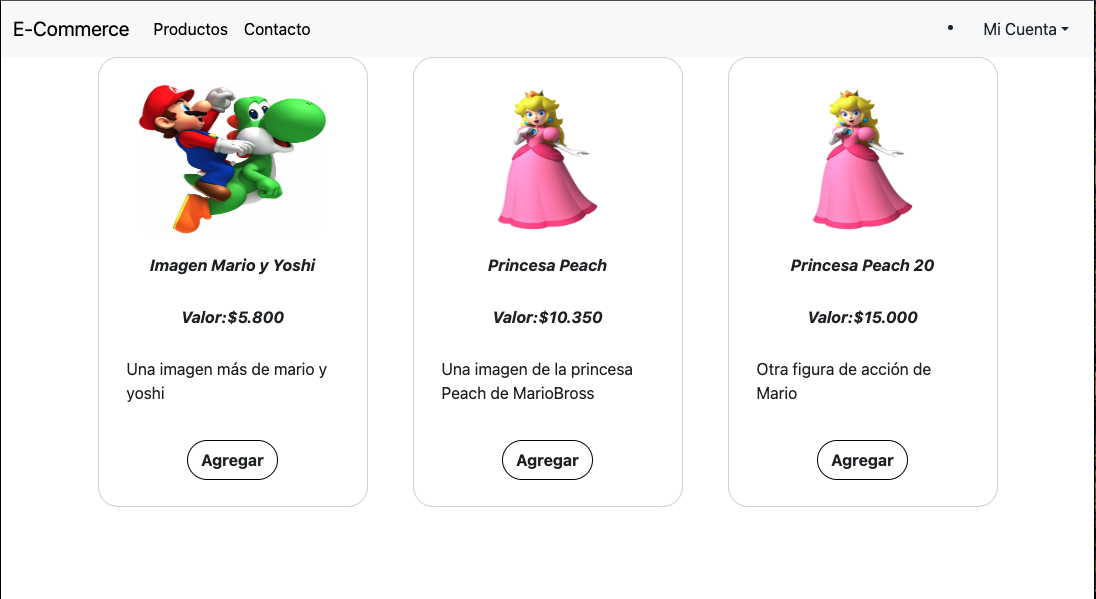 E-Commerce Productos Contacto Mi Cuenta
Imagen Mario y Yoshi
Valor:$5.800
Una imagen más de mario y
yoshi
Agregar
Princesa Peach
Valor:$10.350
Una imagen de la princesa
Peach de MarioBross
Agregar
Princesa Peach 20
Valor:$15.000
Otra figura de acción de
Mario
Agregar